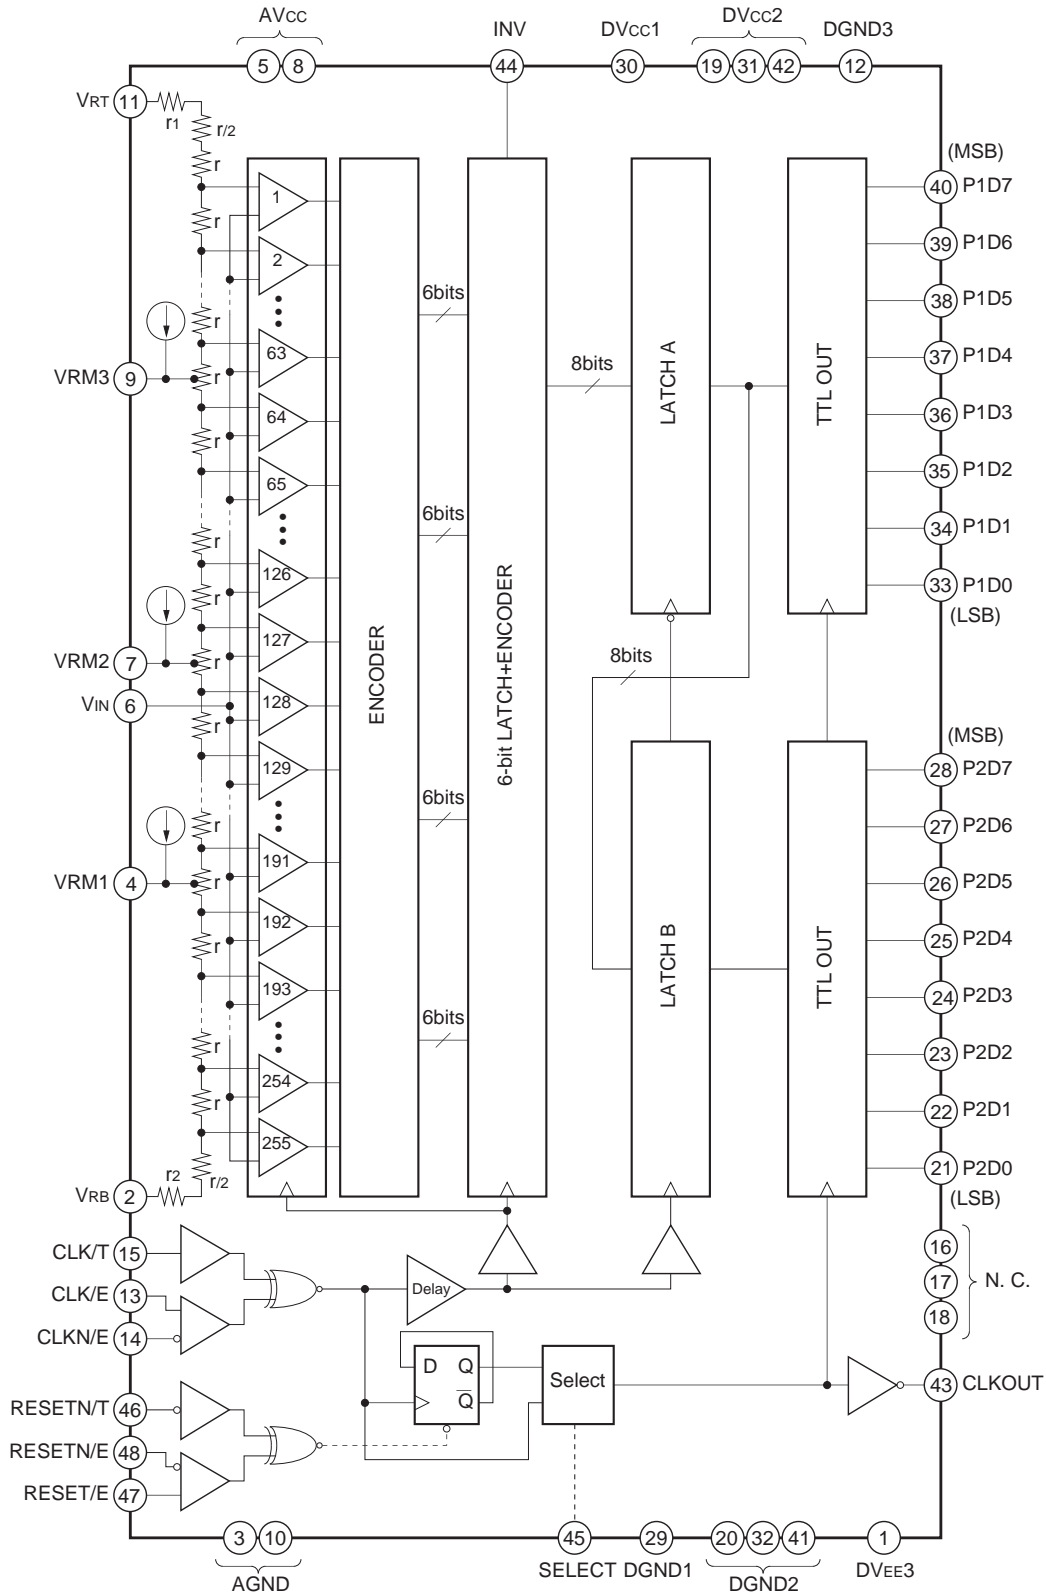 AVCC INV DVCC1 DVCC2 DGND3
5 8 44 30 19 31 42 12
VRT 11 r1 r/2
r
(MSB)
1 40 P1D7
r
2 39 P1D6
6bits
38 P1D5
r
63
VRM3 9 r 8bits LATCH A TTL OUT 37 P1D4
64 36 P1D3
r
65 35 P1D2
6bits
34 P1D1
r
126 33 P1D0
r (LSB)
127
VRM2 7 r 8bits
VIN 6 128 ENCODER 6-bit LATCH+ENCODER
r
129 (MSB)
28 P2D7
6bits
r 27 P2D6
191
VRM1 4 r 26 P2D5
192
r 25 P2D4
LATCH B TTL OUT
193 24 P2D3
6bits
r 23 P2D2
254
r 22 P2D1
255
r2 r/2 21 P2D0
VRB 2 (LSB)
CLK/T 15 16
CLK/E 13 Delay 17 N. C.
CLKN/E 14 18
D Q Select 43 CLKOUT
Q
RESETN/T 46
RESETN/E 48
RESET/E 47
3 10 45 29 20 32 41 1
AGND SELECT DGND1 DGND2 DVEE3